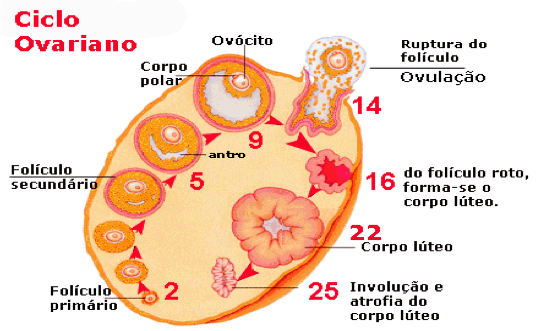 Ciclo
Ovariano
Ovócito
Corpo
polar
Ruptura do
folículo
Ovulação
14
9
antro
Folículo
secundário
5
16
do folículo roto,
forma-se o
corpo lúteo.
22
Corpo lúteo
Folículo
primário
2
25
Involução e
atrofia do
corpo lúteo